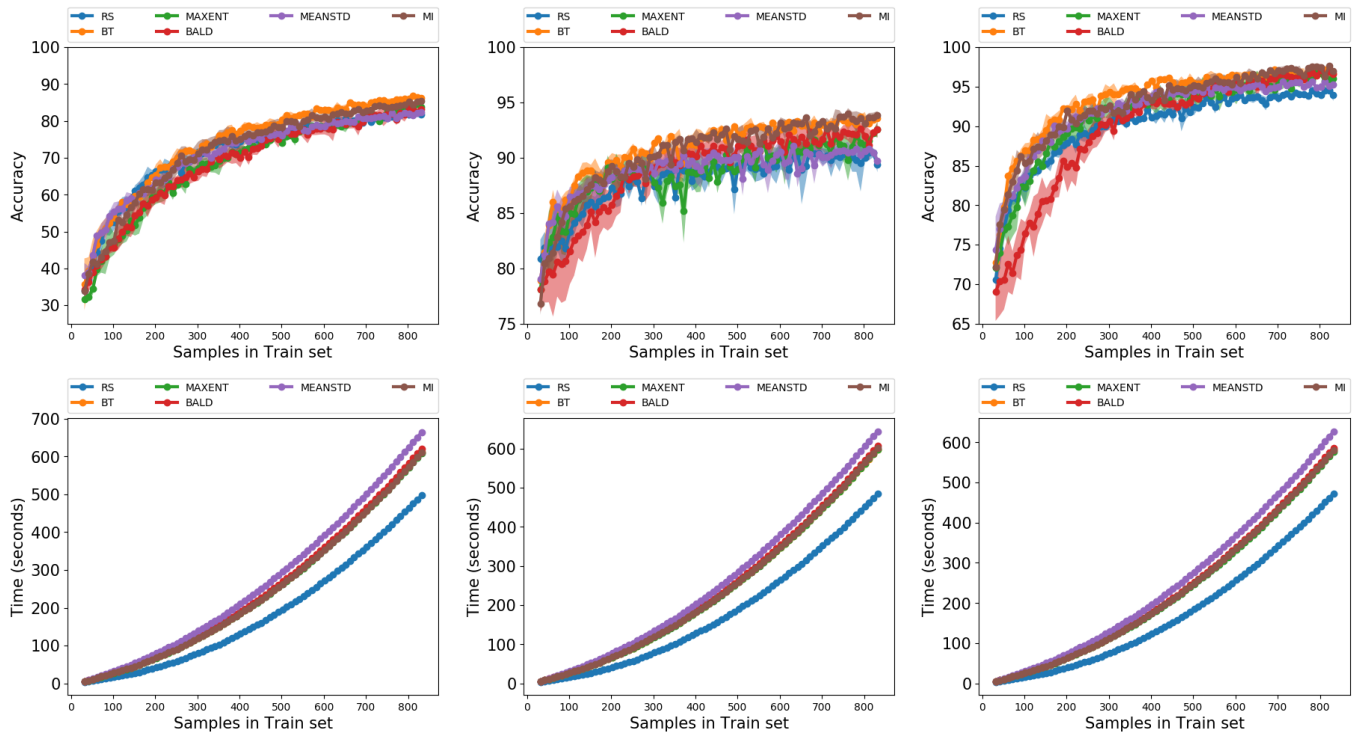 RS MAXENT MEANSTD MI
BT BALD
100
90
80
70
60
50
40
30
Accuracy
0 100 200 300 400 500 600 700 800
Samples in Train set
RS MAXENT MEANSTD MI
BT BALD
100
95
90
85
80
75
Accuracy
0 100 200 300 400 500 600 700 800
Samples in Train set
RS MAXENT MEANSTD MI
BT BALD
100
95
90
85
80
75
70
65
Accuracy
0 100 200 300 400 500 600 700 800
Samples in Train set
RS MAXENT MEANSTD MI
BT BALD
700
600
500
400
300
200
100
0
Time (seconds)
0 100 200 300 400 500 600 700 800
Samples in Train set
RS MAXENT MEANSTD MI
BT BALD
600
500
400
300
200
100
0
Time (seconds)
0 100 200 300 400 500 600 700 800
Samples in Train set
RS MAXENT MEANSTD MI
BT BALD
600
500
400
300
200
100
0
Time (seconds)
0 100 200 300 400 500 600 700 800
Samples in Train set